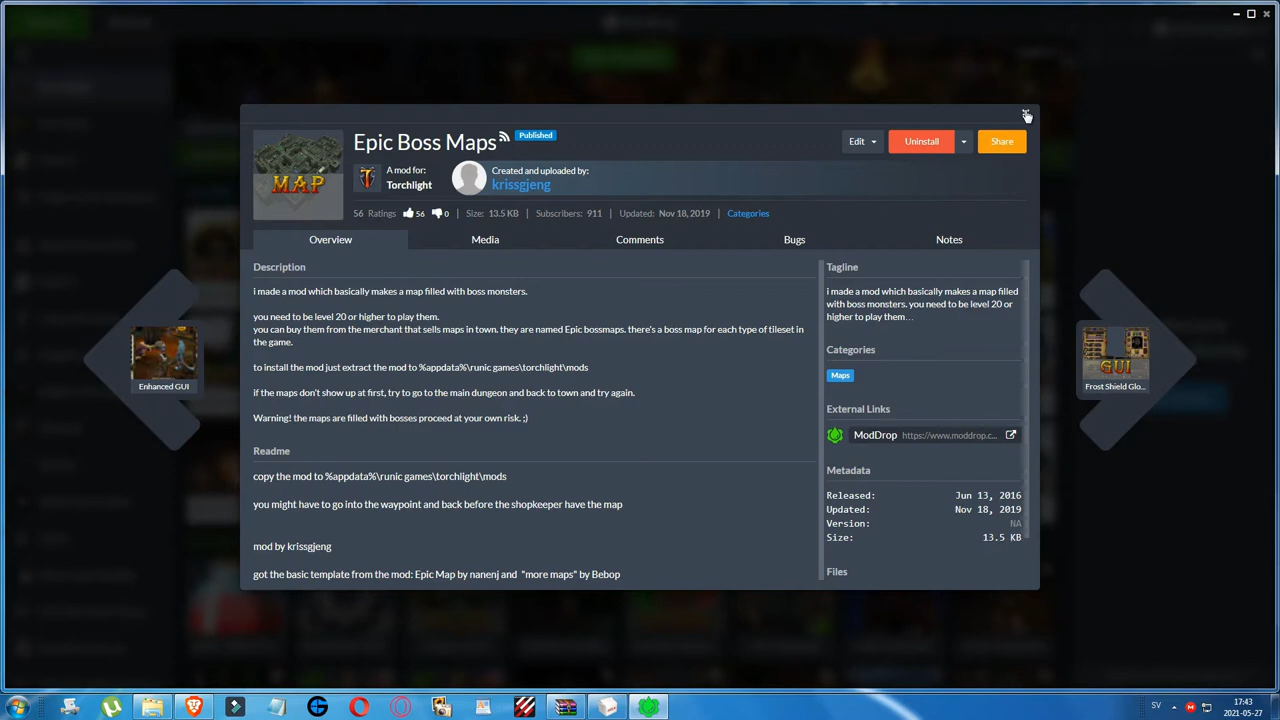 Epic Boss Maps
Published
Edit
Uninstall
Share
MAP
A mod for:
Torchlight
Created and uploaded by:
krissgjeng
56 Ratings 56 0 | Size: 13.5 KB | Subscribers: 911 | Updated: Nov 18, 2019 | Categories
Overview
Media
Comments
Bugs
Notes
Description
i made a mod which basically makes a map filled with boss monsters.
you need to be level 20 or higher to play them.
you can buy them from the merchant that sells maps in town. they are named Epic bossmaps. there's a boss map for each type of tileset in
the game.
to install the mod just extract the mod to %appdata%\runic games\torchlight\mods
if the maps don't show up at first, try to go to the main dungeon and back to town and try again.
Warning! the maps are filled with bosses proceed at your own risk. ;)
Readme
copy the mod to %appdata%\runic games\torchlight\mods
you might have to go into the waypoint and back before the shopkeeper have the map
mod by krissgjeng
got the basic template from the mod: Epic Map by nanenj and "more maps" by Bebop
Tagline
i made a mod which basically makes a map filled
with boss monsters. you need to be level 20 or
higher to play them...
Categories
Maps
External Links
ModDrop https://www.moddrop.c...
Metadata
Released: Jun 13, 2016
Updated: Nov 18, 2019
Version: NA
Size: 13.5 KB
Files
Enhanced GUI
GUI
Frost Shield Glo...
SV
17:43
2021-05-27